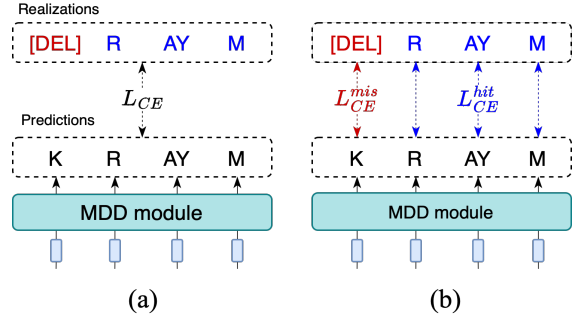 Realizations
[DEL] R AY M
L_CE
Predictions
K R AY M
MDD module
(a)
[DEL] R AY M
L_CE^mis L_CE^hit
K R AY M
MDD module
(b)